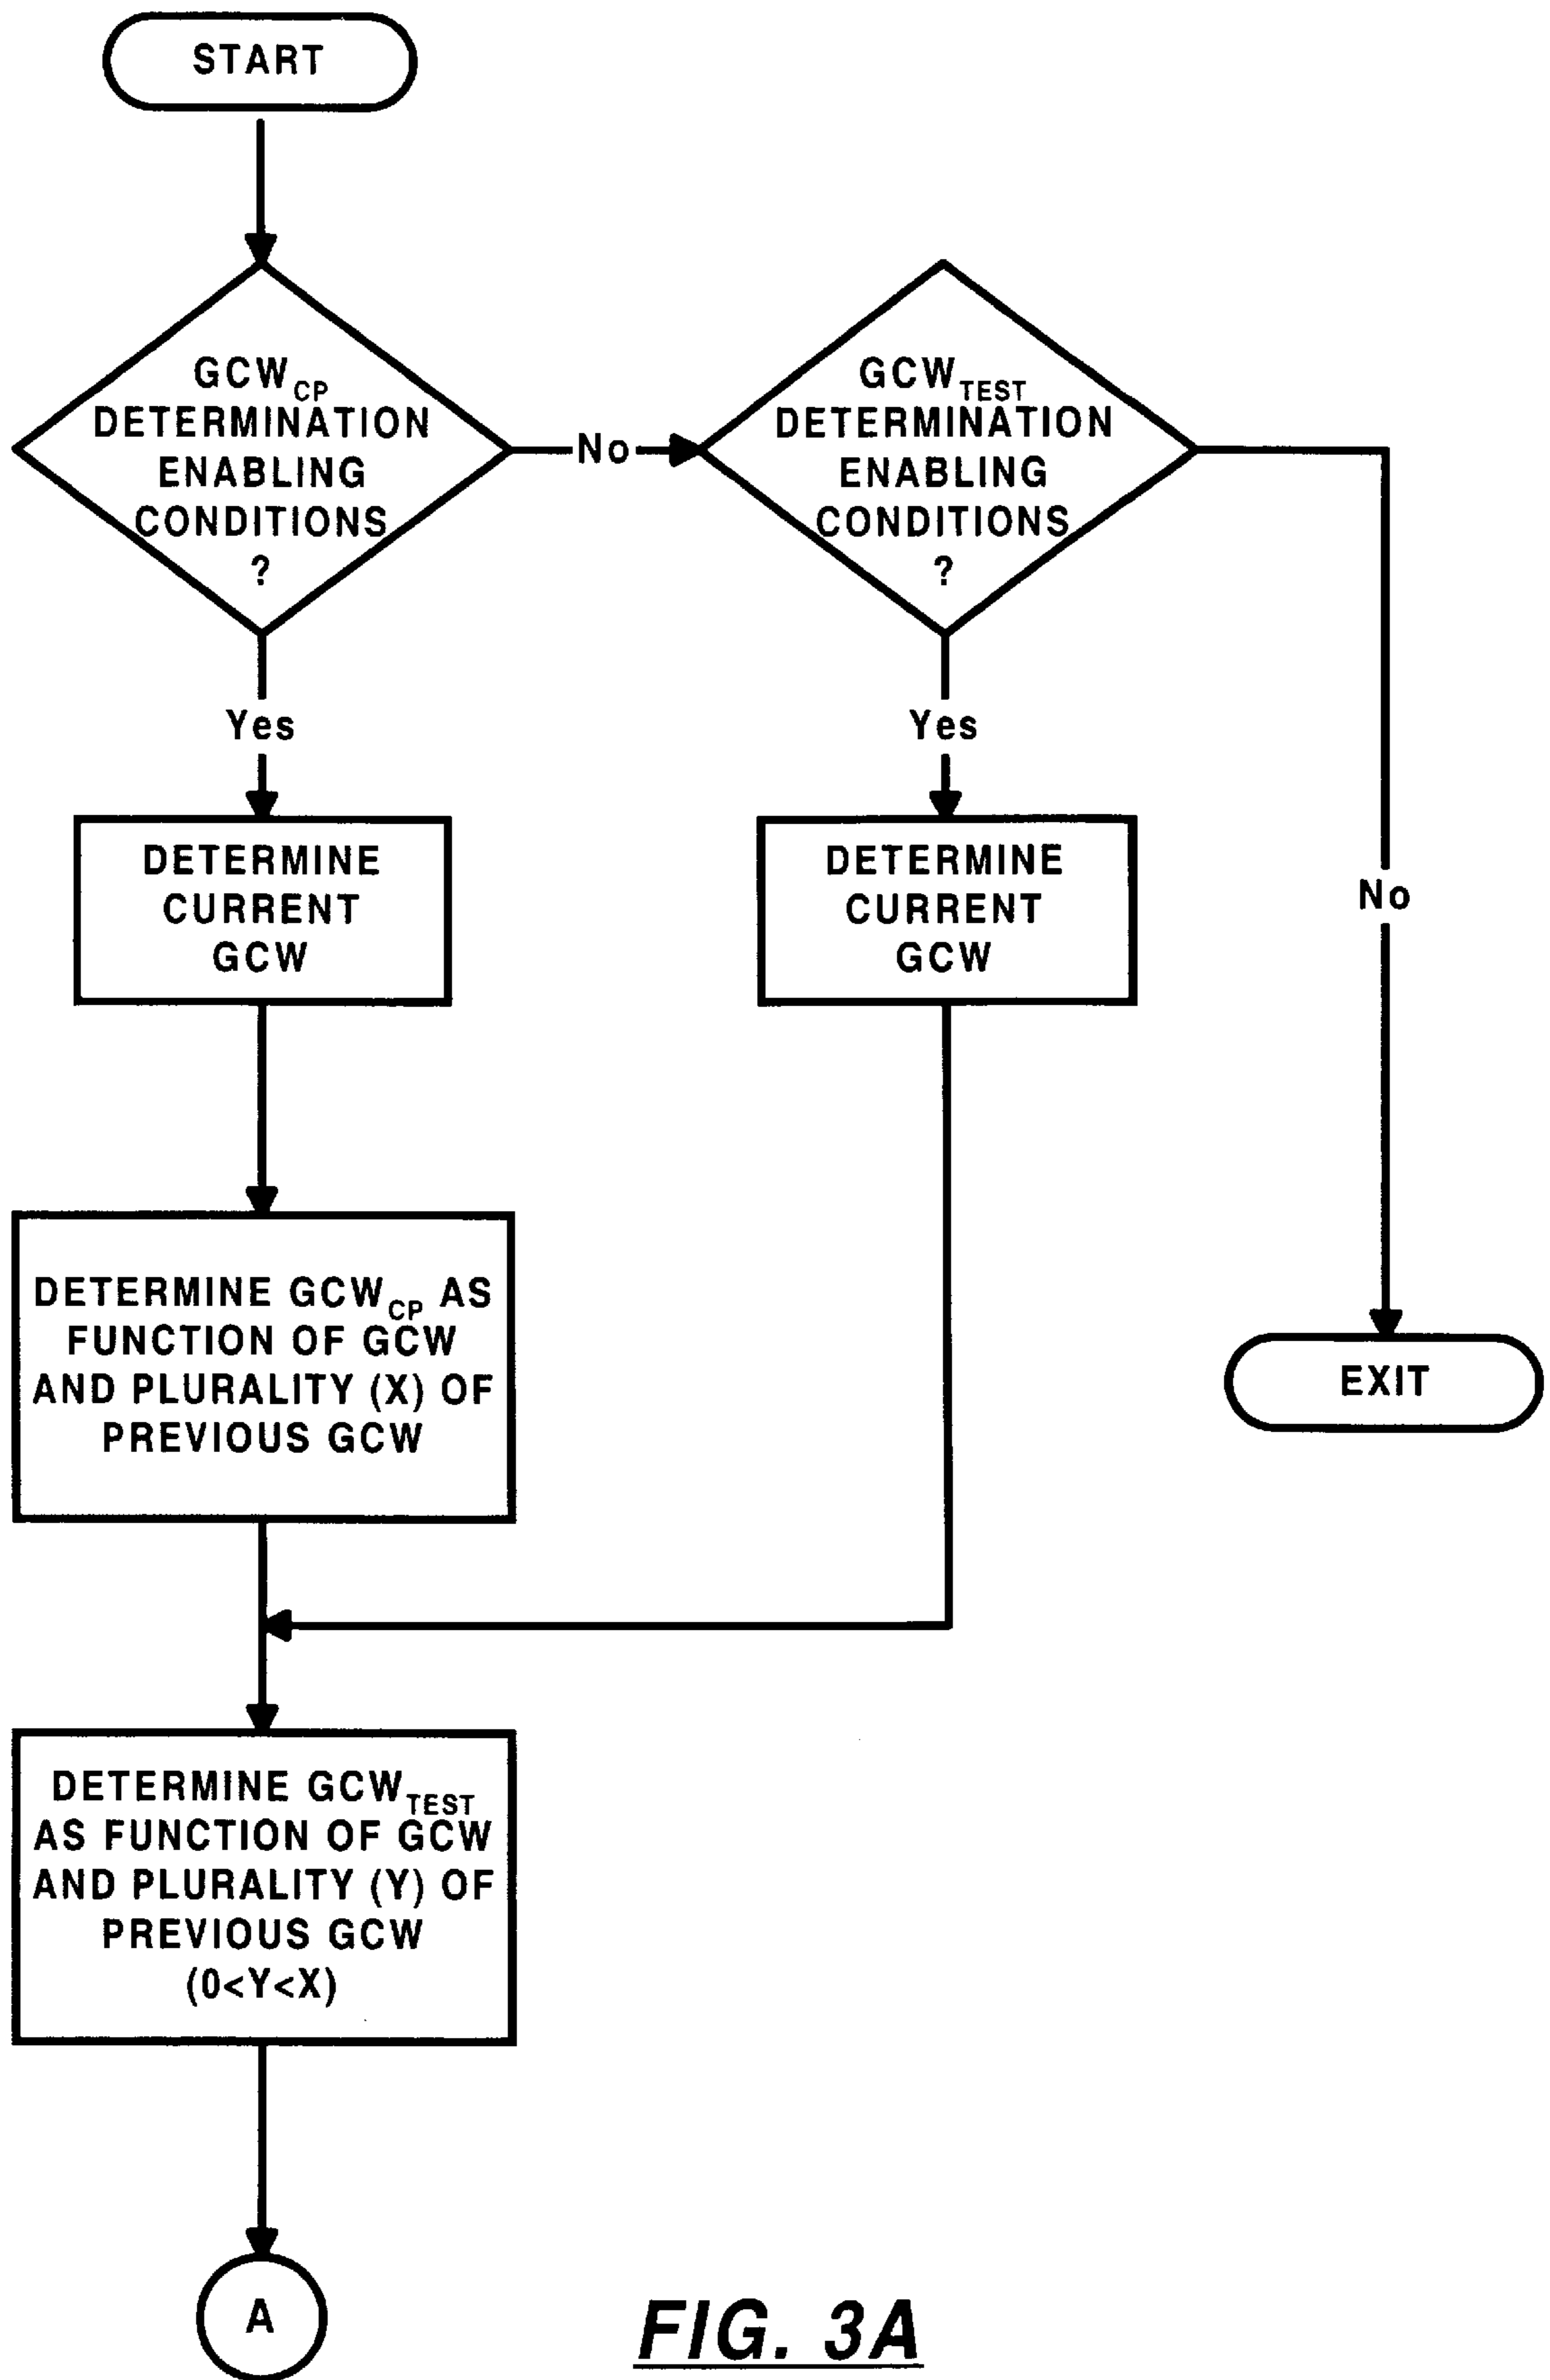 START
GCW_CP
DETERMINATION
ENABLING
CONDITIONS
?
No
GCW_TEST
DETERMINATION
ENABLING
CONDITIONS
?
Yes
Yes
No
DETERMINE
CURRENT
GCW
DETERMINE
CURRENT
GCW
DETERMINE GCW_CP AS
FUNCTION OF GCW
AND PLURALITY (X) OF
PREVIOUS GCW
EXIT
DETERMINE GCW_TEST
AS FUNCTION OF GCW
AND PLURALITY (Y) OF
PREVIOUS GCW
(0<Y<X)
A
FIG. 3A